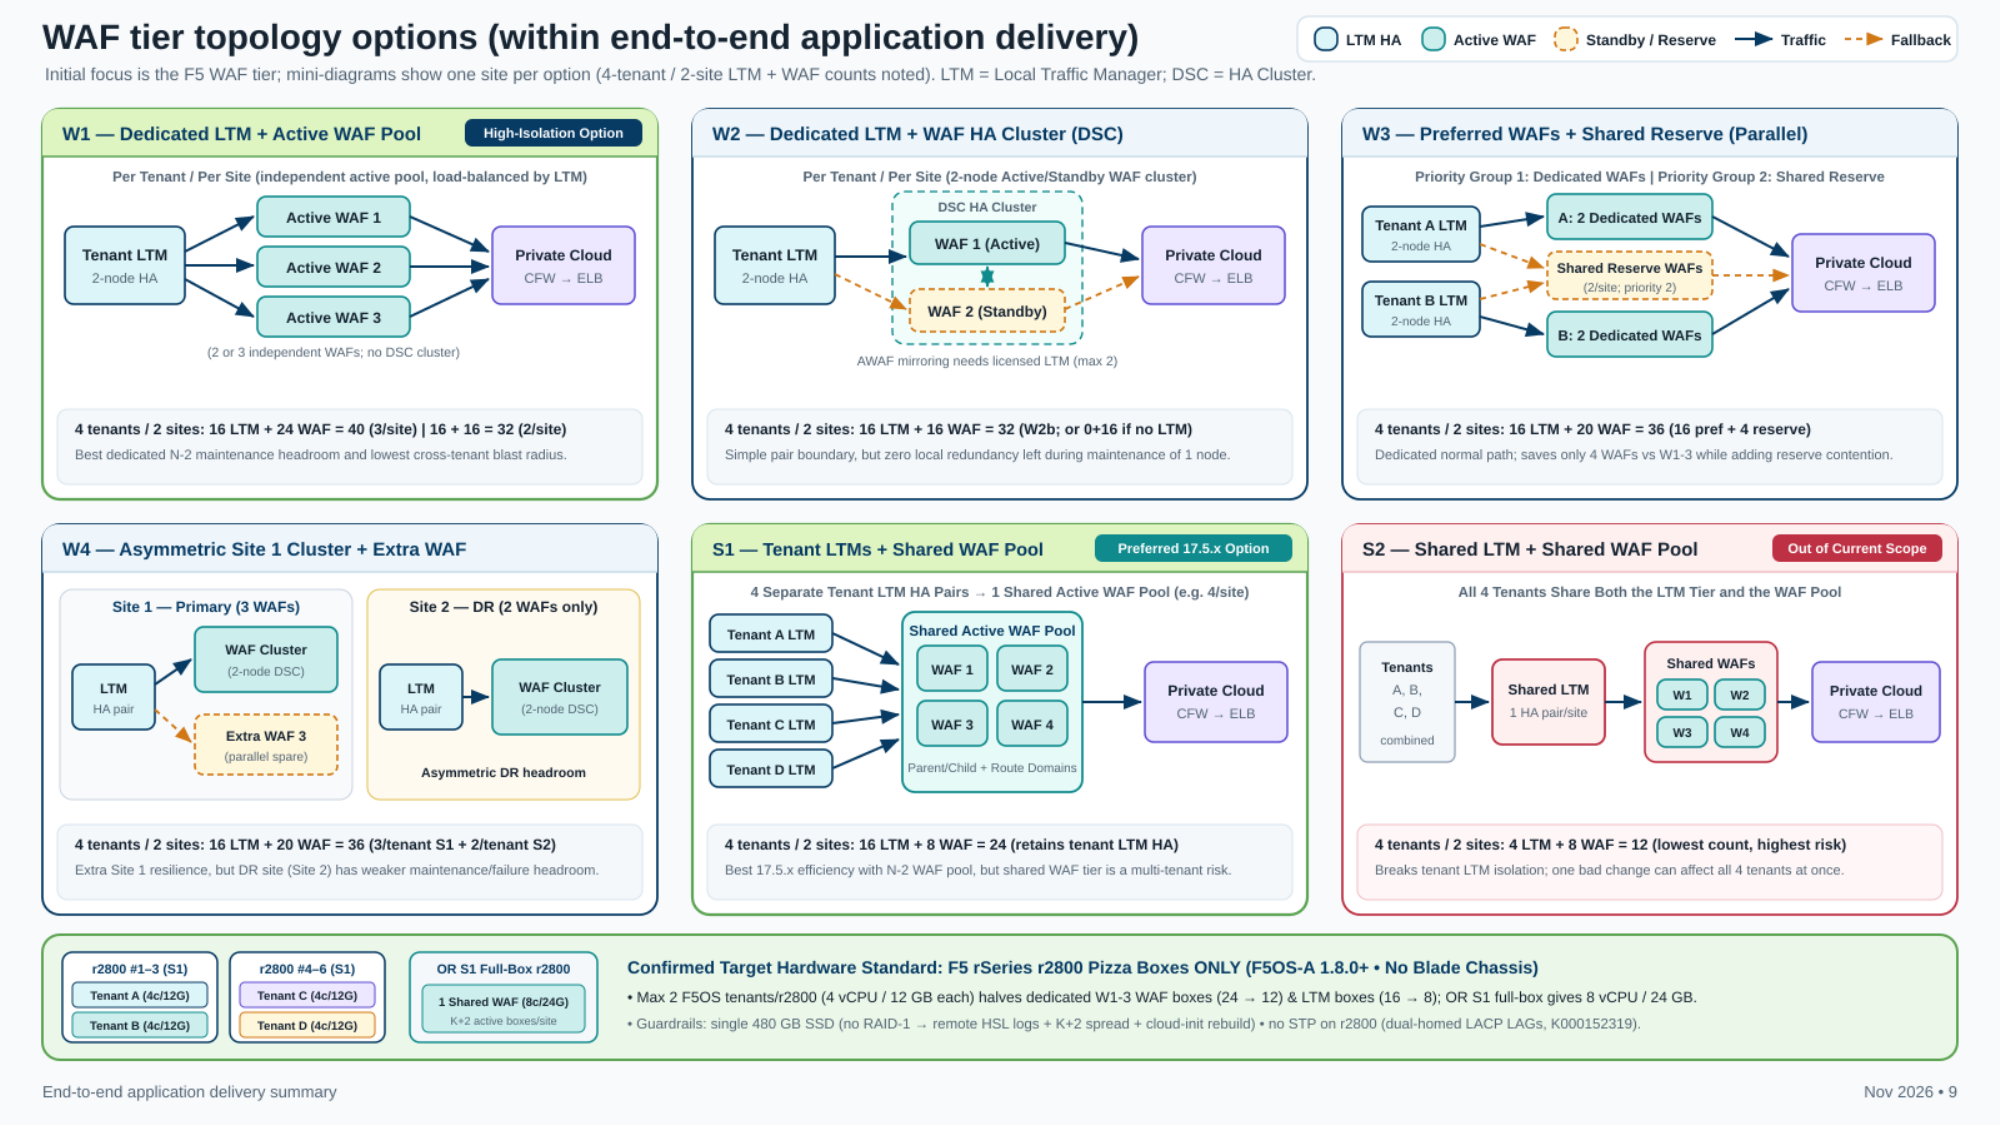 WAF tier topology options (within end-to-end application delivery)
Initial focus is the F5 WAF tier; mini-diagrams show one site per option (4-tenant / 2-site LTM + WAF counts noted). LTM = Local Traffic Manager; DSC = HA Cluster.
LTM HA
Active WAF
Standby / Reserve
Traffic
Fallback
W1 — Dedicated LTM + Active WAF Pool
High-Isolation Option
Per Tenant / Per Site (independent active pool, load-balanced by LTM)
Tenant LTM
2-node HA
Active WAF 1
Active WAF 2
Active WAF 3
Private Cloud
CFW → ELB
(2 or 3 independent WAFs; no DSC cluster)
4 tenants / 2 sites: 16 LTM + 24 WAF = 40 (3/site) | 16 + 16 = 32 (2/site)
Best dedicated N-2 maintenance headroom and lowest cross-tenant blast radius.
W2 — Dedicated LTM + WAF HA Cluster (DSC)
Per Tenant / Per Site (2-node Active/Standby WAF cluster)
DSC HA Cluster
Tenant LTM
2-node HA
WAF 1 (Active)
WAF 2 (Standby)
Private Cloud
CFW → ELB
AWAF mirroring needs licensed LTM (max 2)
4 tenants / 2 sites: 16 LTM + 16 WAF = 32 (W2b; or 0+16 if no LTM)
Simple pair boundary, but zero local redundancy left during maintenance of 1 node.
W3 — Preferred WAFs + Shared Reserve (Parallel)
Priority Group 1: Dedicated WAFs | Priority Group 2: Shared Reserve
Tenant A LTM
2-node HA
Tenant B LTM
2-node HA
A: 2 Dedicated WAFs
Shared Reserve WAFs
(2/site; priority 2)
B: 2 Dedicated WAFs
Private Cloud
CFW → ELB
4 tenants / 2 sites: 16 LTM + 20 WAF = 36 (16 pref + 4 reserve)
Dedicated normal path; saves only 4 WAFs vs W1-3 while adding reserve contention.
W4 — Asymmetric Site 1 Cluster + Extra WAF
Site 1 — Primary (3 WAFs)
LTM
HA pair
WAF Cluster
(2-node DSC)
Extra WAF 3
(parallel spare)
Site 2 — DR (2 WAFs only)
LTM
HA pair
WAF Cluster
(2-node DSC)
Asymmetric DR headroom
4 tenants / 2 sites: 16 LTM + 20 WAF = 36 (3/tenant S1 + 2/tenant S2)
Extra Site 1 resilience, but DR site (Site 2) has weaker maintenance/failure headroom.
S1 — Tenant LTMs + Shared WAF Pool
Preferred 17.5.x Option
4 Separate Tenant LTM HA Pairs → 1 Shared Active WAF Pool (e.g. 4/site)
Tenant A LTM
Tenant B LTM
Tenant C LTM
Tenant D LTM
Shared Active WAF Pool
WAF 1
WAF 2
WAF 3
WAF 4
Parent/Child + Route Domains
Private Cloud
CFW → ELB
4 tenants / 2 sites: 16 LTM + 8 WAF = 24 (retains tenant LTM HA)
Best 17.5.x efficiency with N-2 WAF pool, but shared WAF tier is a multi-tenant risk.
S2 — Shared LTM + Shared WAF Pool
Out of Current Scope
All 4 Tenants Share Both the LTM Tier and the WAF Pool
Tenants
A, B,
C, D
combined
Shared LTM
1 HA pair/site
Shared WAFs
W1
W2
W3
W4
Private Cloud
CFW → ELB
4 tenants / 2 sites: 4 LTM + 8 WAF = 12 (lowest count, highest risk)
Breaks tenant LTM isolation; one bad change can affect all 4 tenants at once.
r2800 #1–3 (S1)
Tenant A (4c/12G)
Tenant B (4c/12G)
r2800 #4–6 (S1)
Tenant C (4c/12G)
Tenant D (4c/12G)
OR S1 Full-Box r2800
1 Shared WAF (8c/24G)
K+2 active boxes/site
Confirmed Target Hardware Standard: F5 rSeries r2800 Pizza Boxes ONLY (F5OS-A 1.8.0+ • No Blade Chassis)
• Max 2 F5OS tenants/r2800 (4 vCPU / 12 GB each) halves dedicated W1-3 WAF boxes (24 → 12) & LTM boxes (16 → 8); OR S1 full-box gives 8 vCPU / 24 GB.
• Guardrails: single 480 GB SSD (no RAID-1 → remote HSL logs + K+2 spread + cloud-init rebuild) • no STP on r2800 (dual-homed LACP LAGs, K000152319).
End-to-end application delivery summary
Nov 2026 • 9